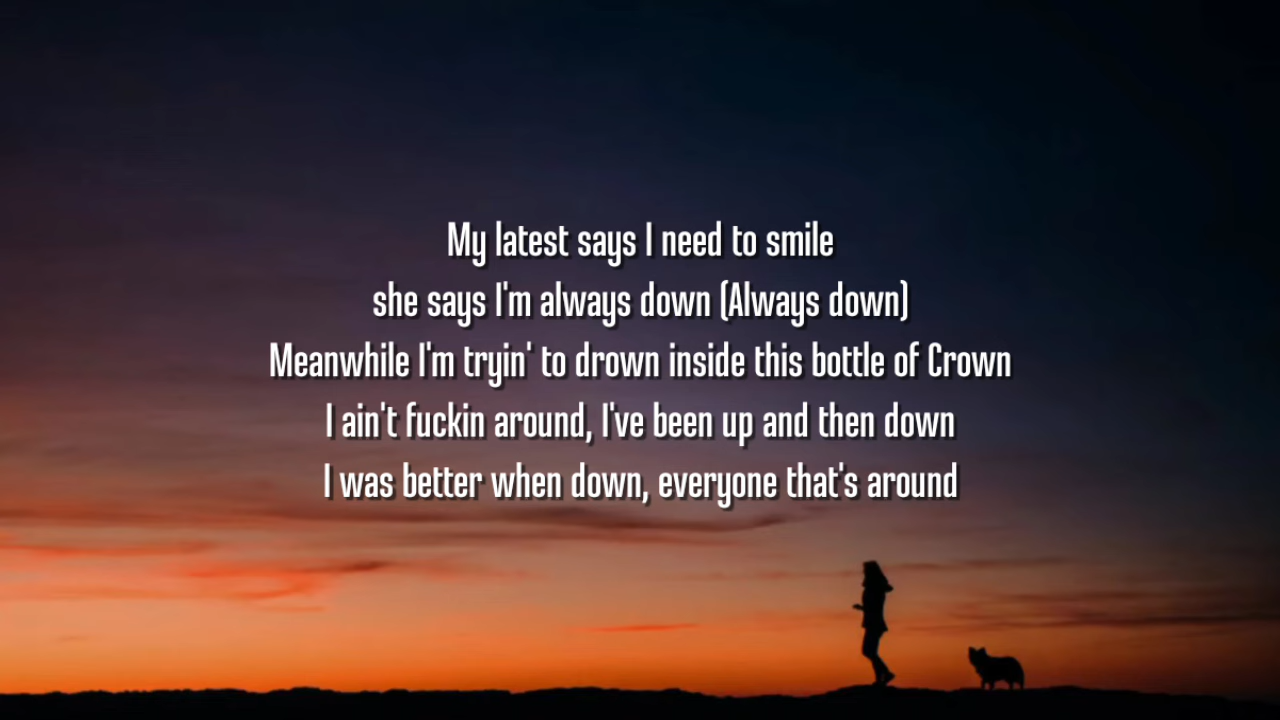 My latest says I need to smile
she says I'm always down (Always down)
Meanwhile I'm tryin' to drown inside this bottle of Crown
I ain't fuckin around, I've been up and then down
I was better when down, everyone that's around